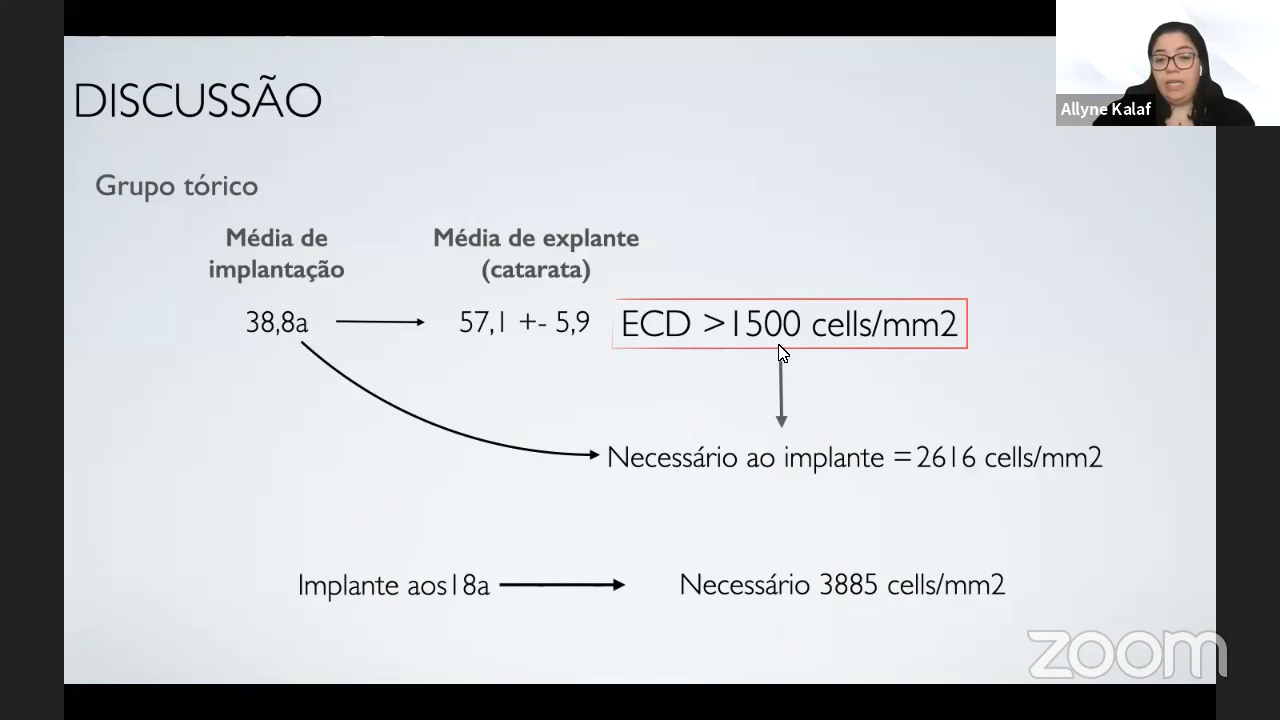 DISCUSSÃO
Allyne Kalaf
Grupo tórico
Média de
implantação
Média de explante
(catarata)
38,8a
57,1 +- 5,9
ECD >1500 cells/mm2
Necessário ao implante =2616 cells/mm2
Implante aos18a
Necessário 3885 cells/mm2
zoom